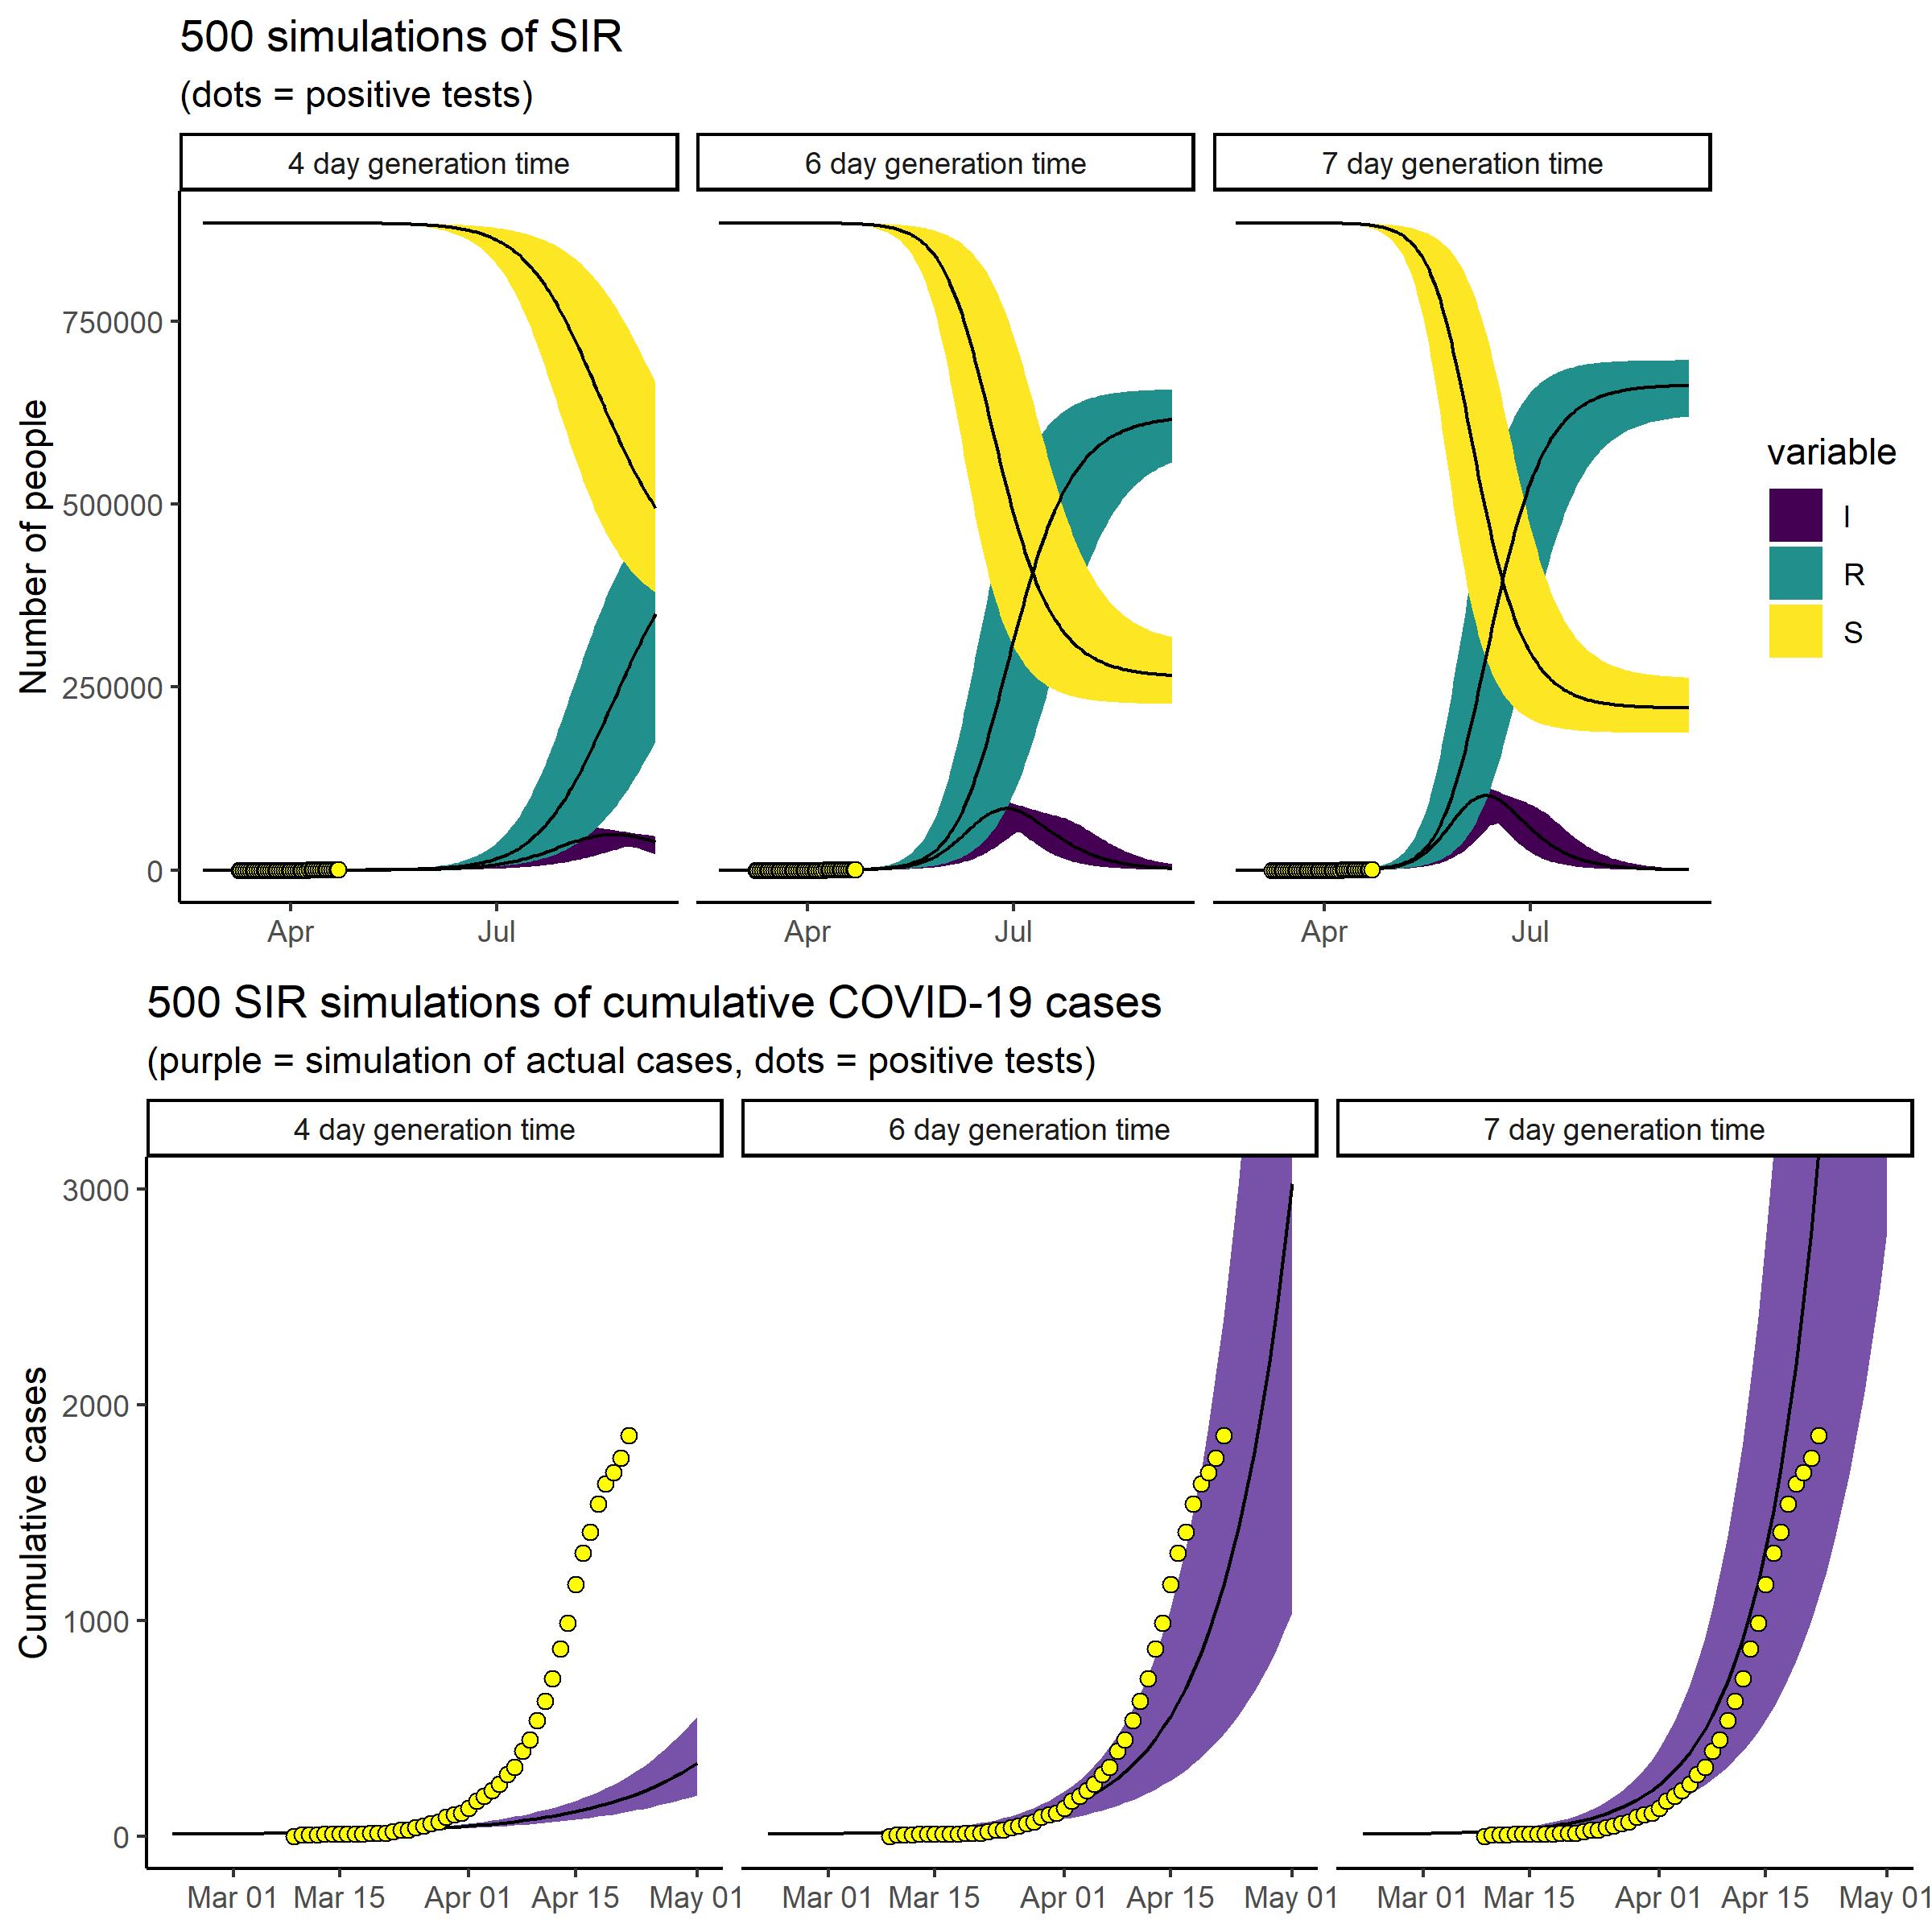 500 simulations of SIR
(dots = positive tests)
4 day generation time
6 day generation time
7 day generation time
Number of people
750000
500000
250000
0
Apr
Jul
Apr
Jul
Apr
Jul
variable
I
R
S
500 SIR simulations of cumulative COVID-19 cases
(purple = simulation of actual cases, dots = positive tests)
4 day generation time
6 day generation time
7 day generation time
Cumulative cases
3000
2000
1000
0
Mar 01
Mar 15
Apr 01
Apr 15
May 01
Mar 01
Mar 15
Apr 01
Apr 15
May 01
Mar 01
Mar 15
Apr 01
Apr 15
May 01